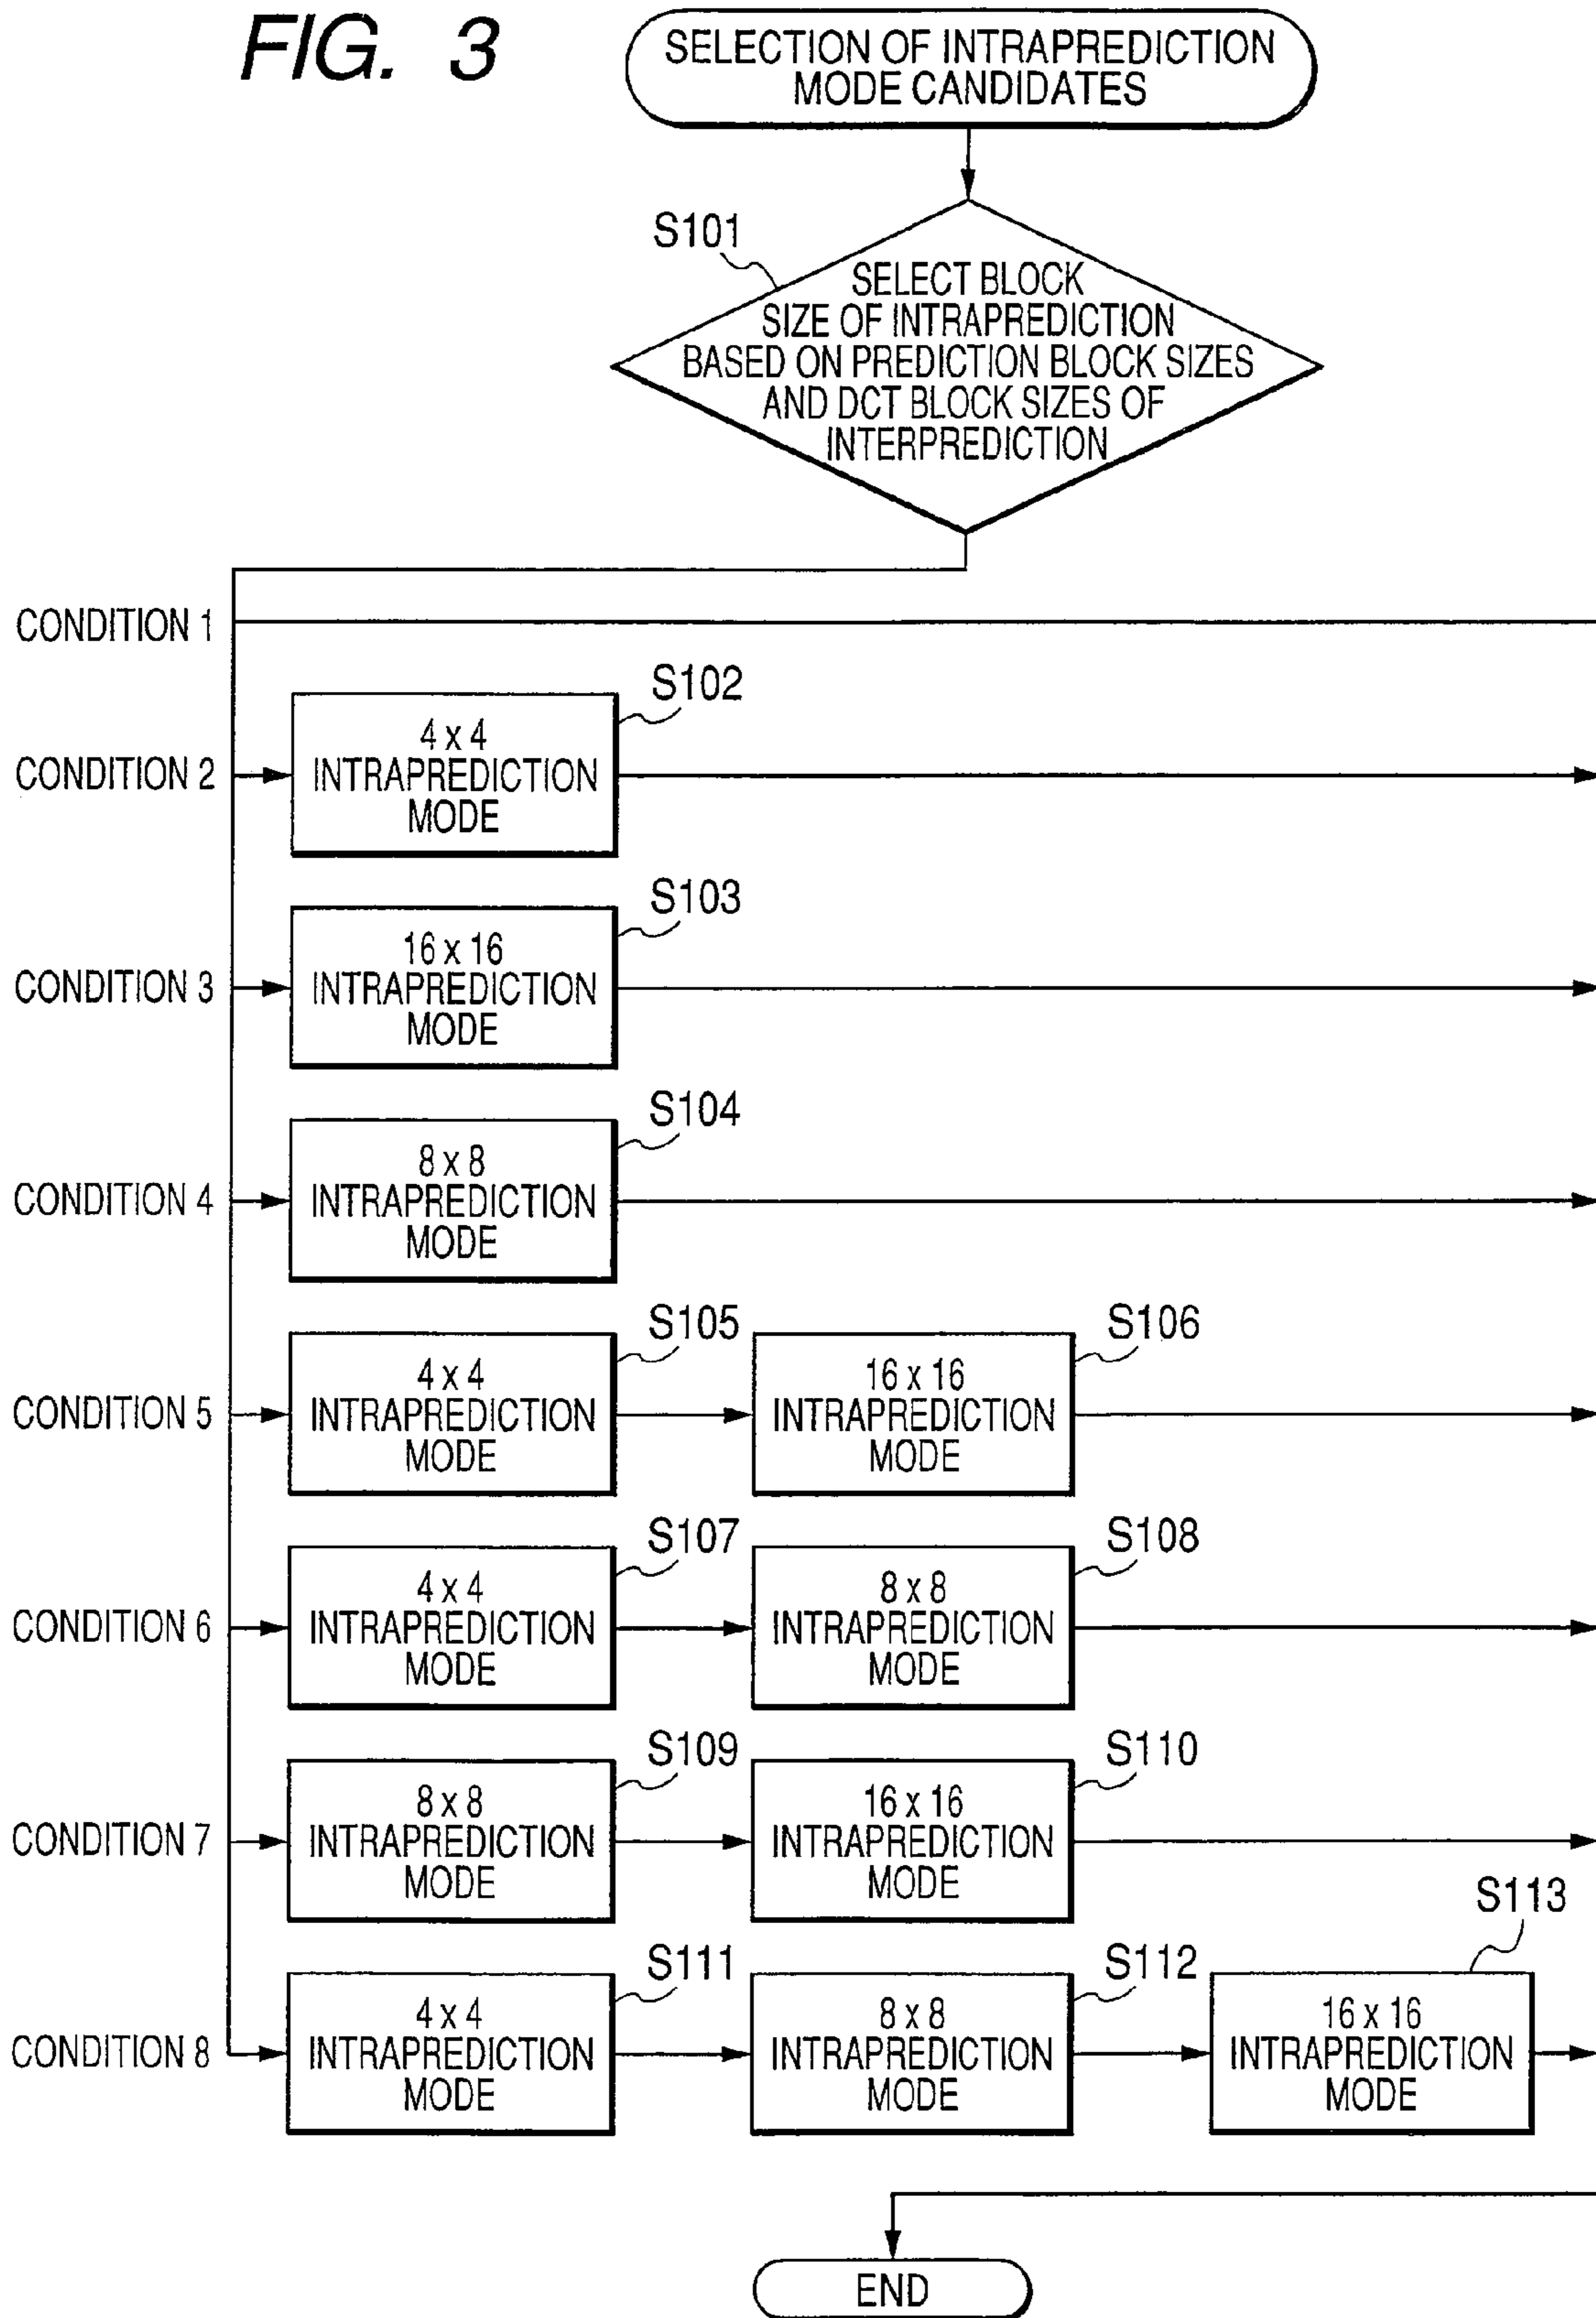 FIG. 3
SELECTION OF INTRAPREDICTION
MODE CANDIDATES
S101
SELECT BLOCK
SIZE OF INTRAPREDICTION
BASED ON PREDICTION BLOCK SIZES
AND DCT BLOCK SIZES OF
INTERPREDICTION
CONDITION 1
S102
CONDITION 2
4 x 4
INTRAPREDICTION
MODE
S103
CONDITION 3
16 x 16
INTRAPREDICTION
MODE
S104
CONDITION 4
8 x 8
INTRAPREDICTION
MODE
S105
S106
CONDITION 5
4 x 4
INTRAPREDICTION
MODE
16 x 16
INTRAPREDICTION
MODE
S107
S108
CONDITION 6
4 x 4
INTRAPREDICTION
MODE
8 x 8
INTRAPREDICTION
MODE
S109
S110
CONDITION 7
8 x 8
INTRAPREDICTION
MODE
16 x 16
INTRAPREDICTION
MODE
S111
S112
S113
CONDITION 8
4 x 4
INTRAPREDICTION
MODE
8 x 8
INTRAPREDICTION
MODE
16 x 16
INTRAPREDICTION
MODE
END